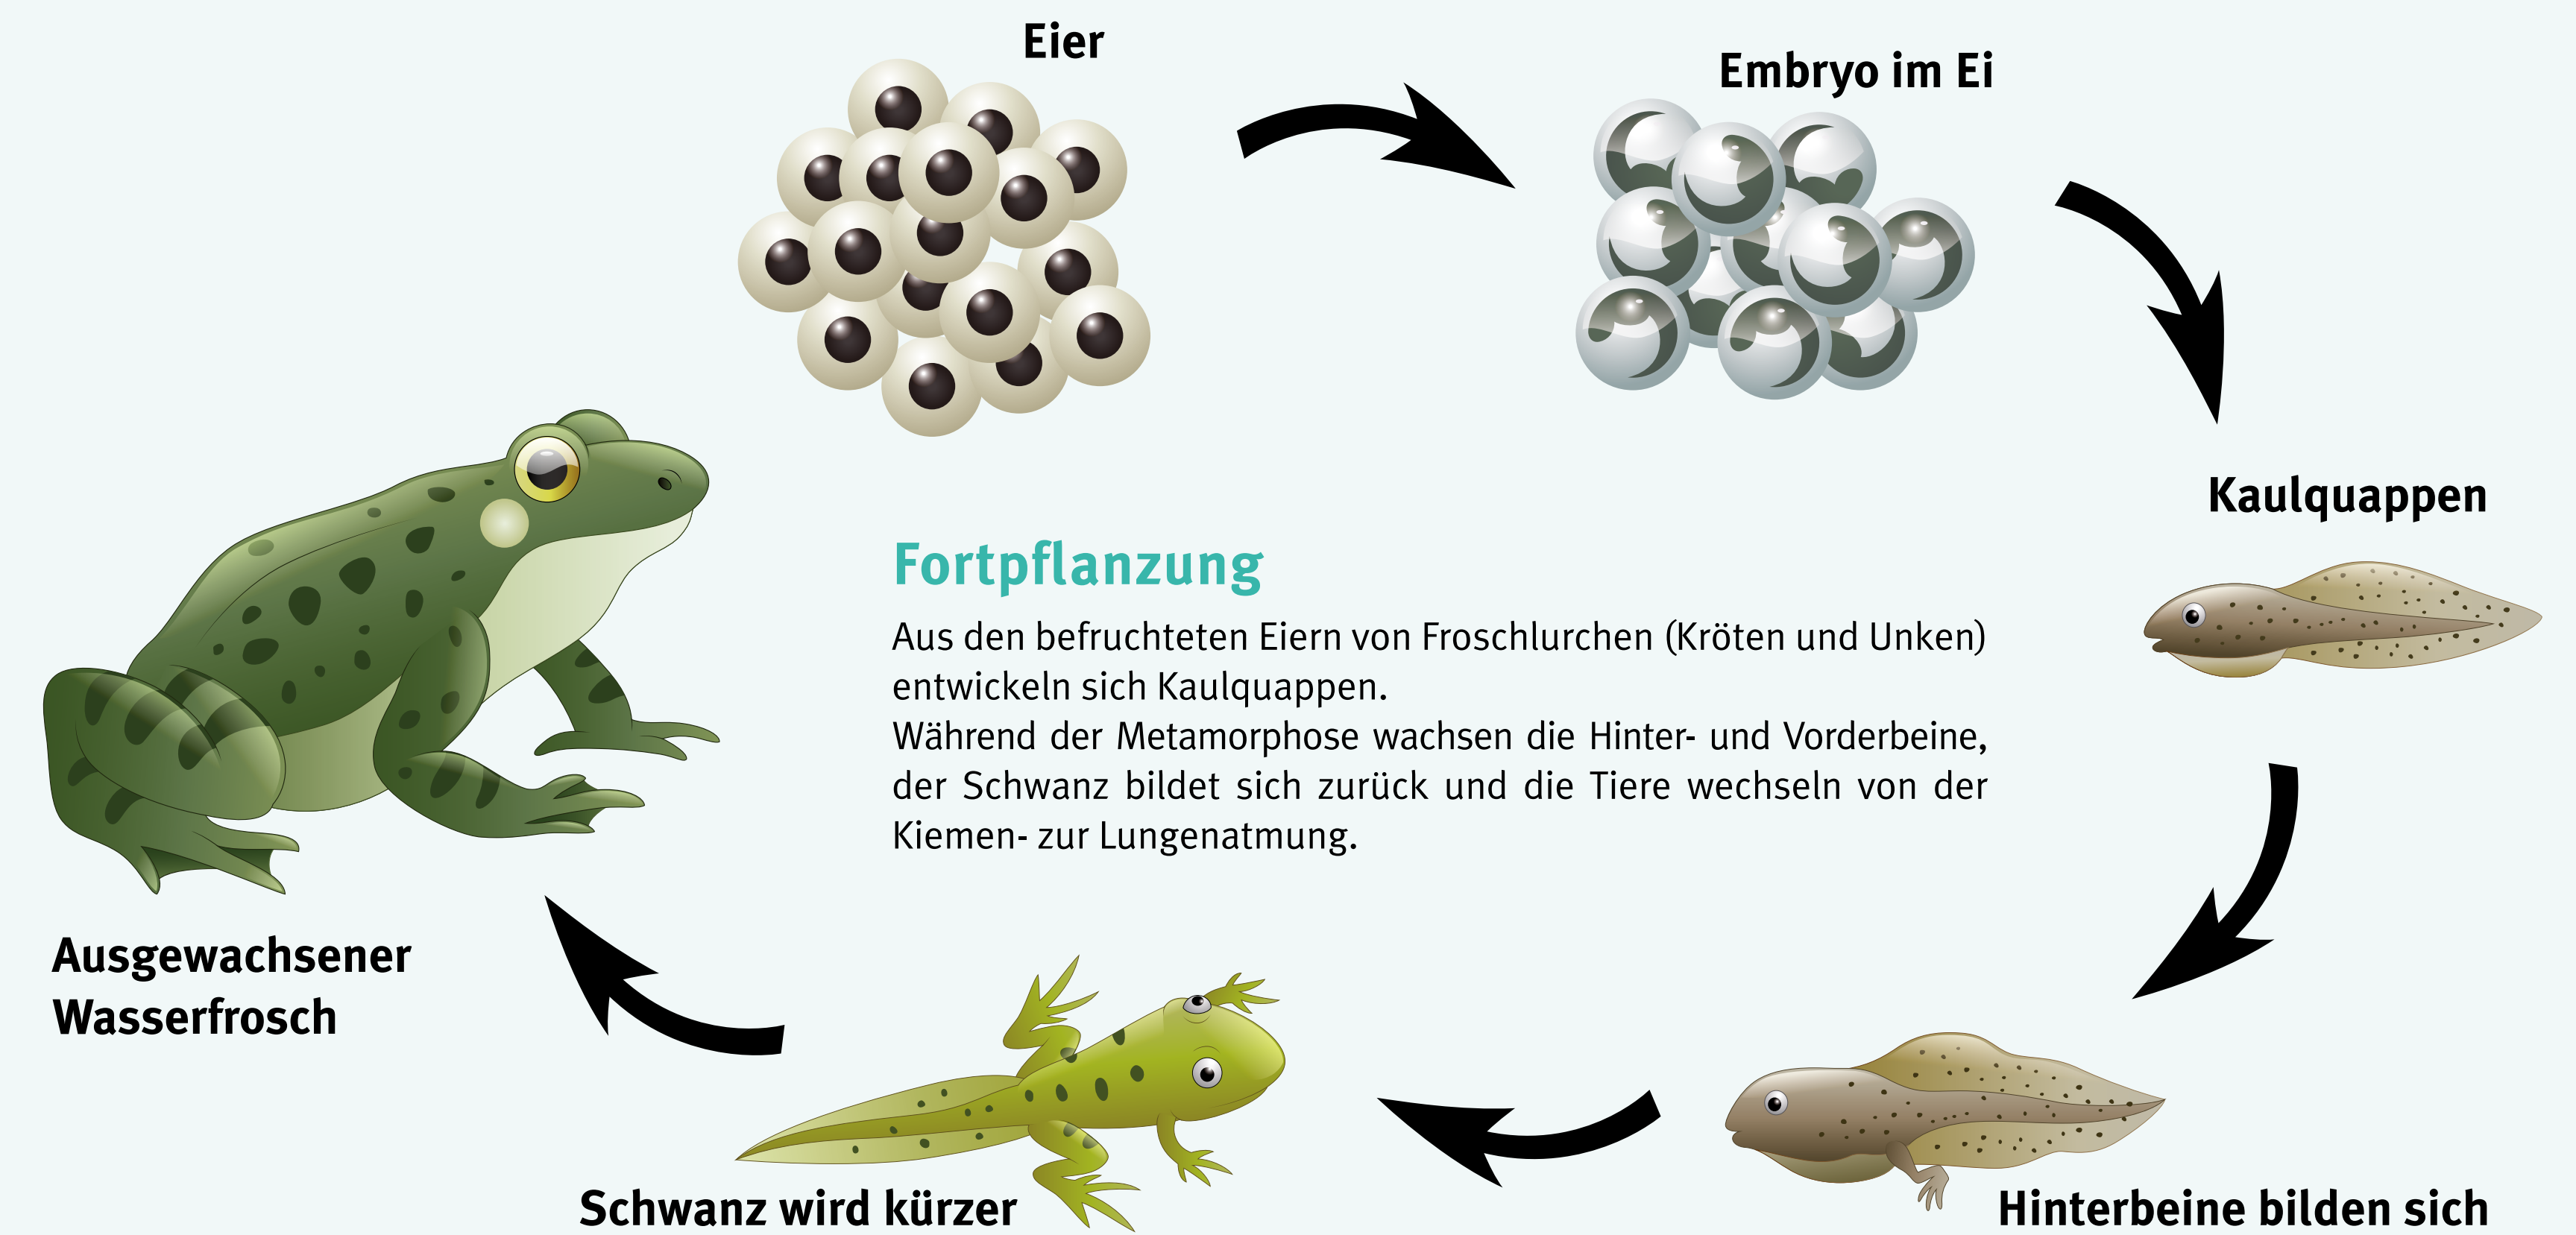 Eier
Embryo im Ei
Kaulquappen
Fortpflanzung
Aus den befruchteten Eiern von Froschlurchen (Kröten und Unken)
entwickeln sich Kaulquappen.
Während der Metamorphose wachsen die Hinter- und Vorderbeine,
der Schwanz bildet sich zurück und die Tiere wechseln von der
Kiemen- zur Lungenatmung.
Ausgewachsener
Wasserfrosch
Schwanz wird kürzer
Hinterbeine bilden sich